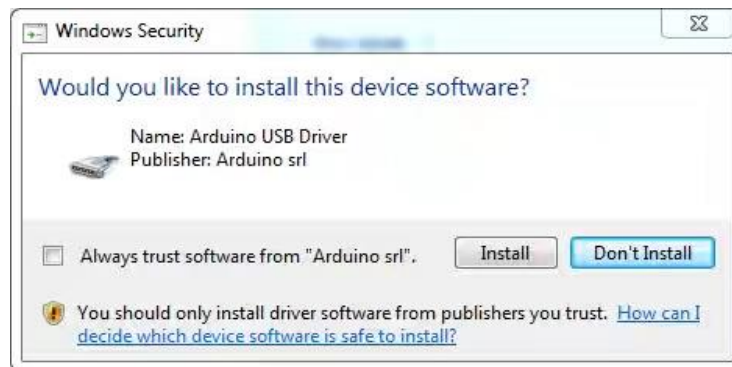 Windows Security
Would you like to install this device software?
Name: Arduino USB Driver
Publisher: Arduino srl
Always trust software from "Arduino srl".
Install
Don't Install
You should only install driver software from publishers you trust. How can I
decide which device software is safe to install?